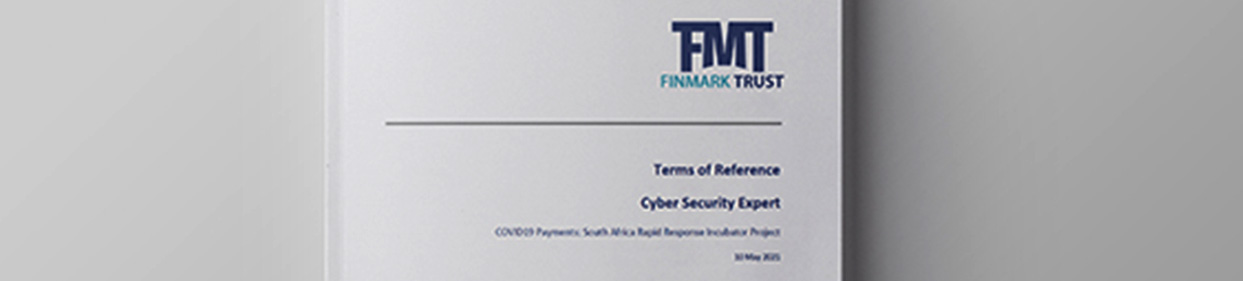 FMT
FINMARK TRUST
Terms of Reference
Cyber Security Expert
COVID19 Payments: South Africa Rapid Response Incubator Project
10 May 2021